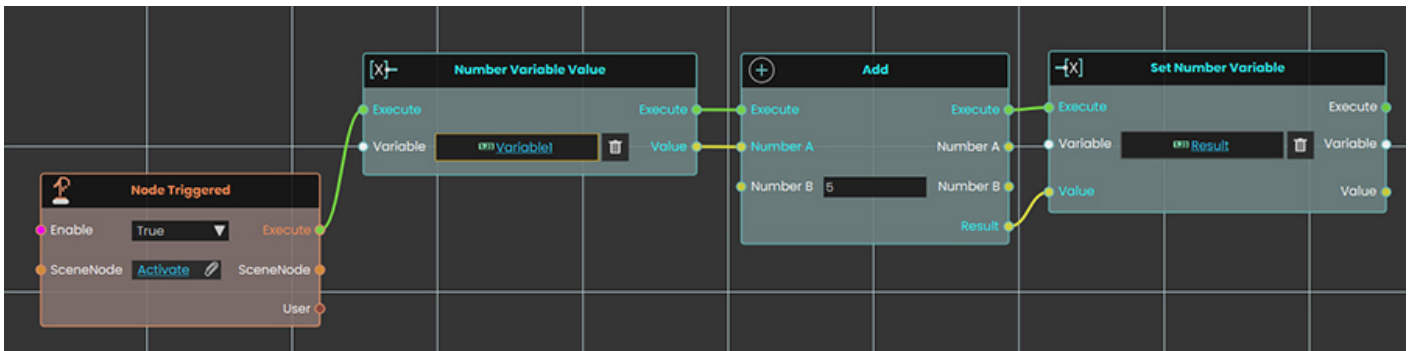 Node Triggered
Enable True Execute
SceneNode Activate SceneNode
User
[X] Number Variable Value
Execute Execute
Variable Variable1 Value
Add
Execute Execute
Number A Number A
Number B 5 Number B
Result
[X] Set Number Variable
Execute Execute
Variable Result Variable
Value Value